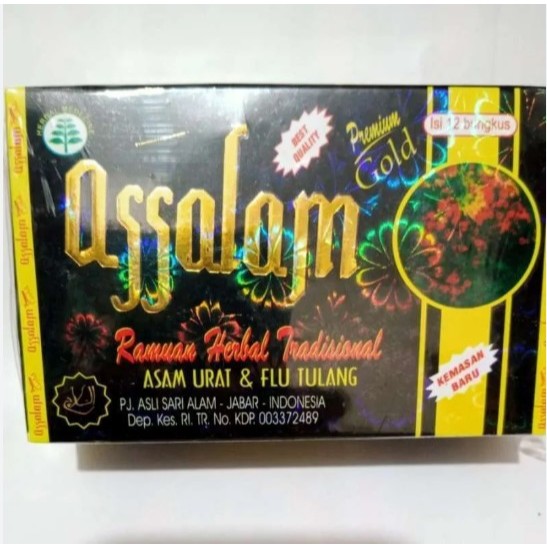 BEST
QUALITY
Premium
Gold
Isi 12 bungkus
Assalam
Ramuan Herbal Tradisional
ASAM URAT & FLU TULANG
PJ. ASLI SARI ALAM - JABAR - INDONESIA
Dep. Kes. RI. TR. No. KDP. 003372489
KEMASAN
BARU